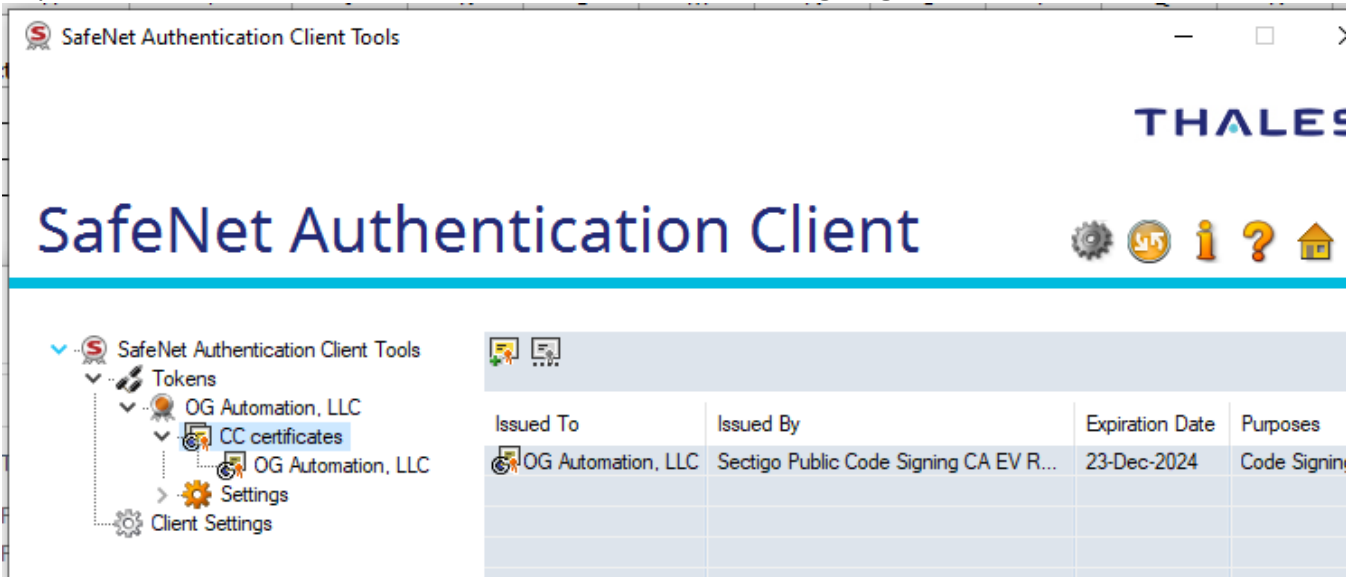 SafeNet Authentication Client Tools
THALES
SafeNet Authentication Client
SafeNet Authentication Client Tools
Tokens
OG Automation, LLC
CC certificates
OG Automation, LLC
Settings
Client Settings
Issued To Issued By Expiration Date Purposes
OG Automation, LLC Sectigo Public Code Signing CA EV R... 23-Dec-2024 Code Signing